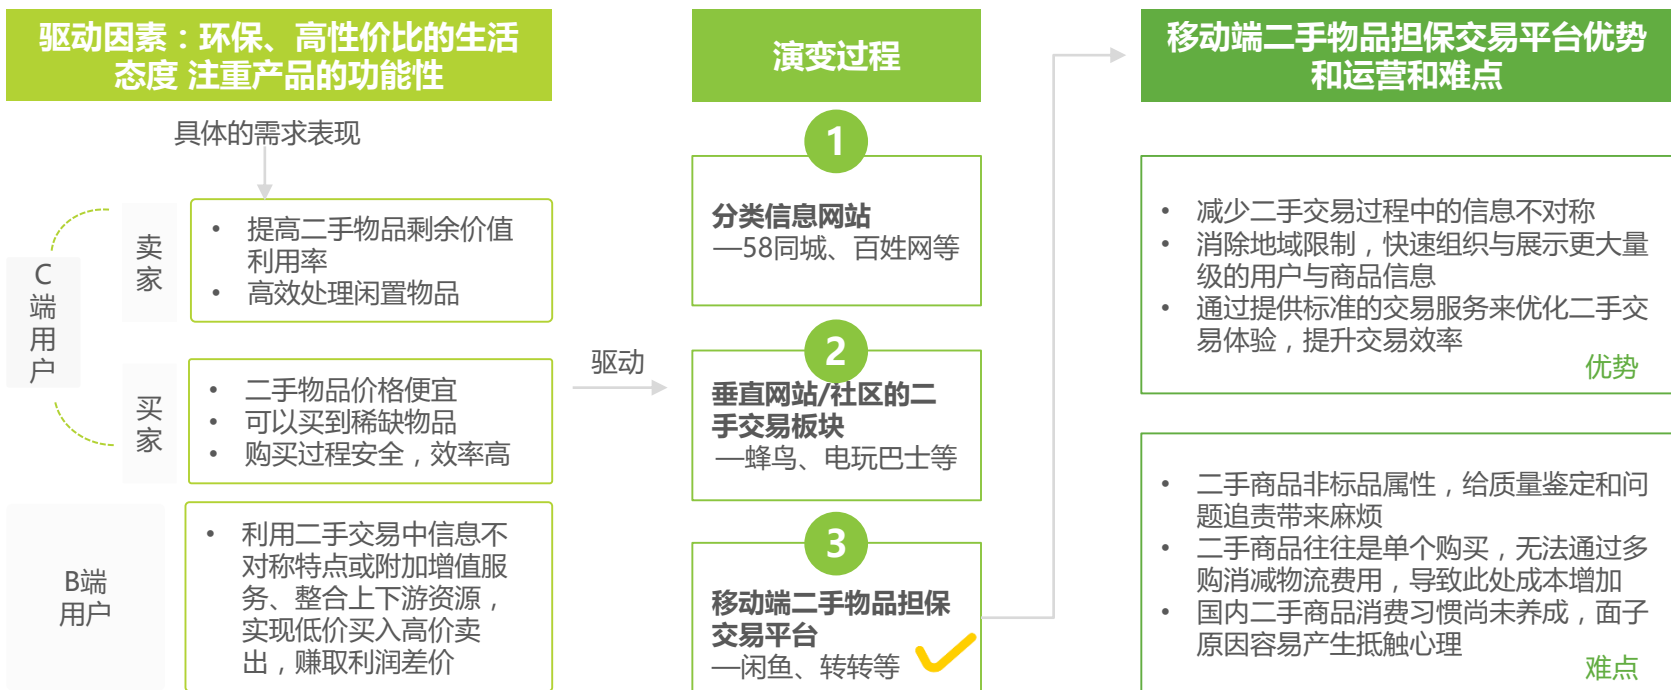 驱动因素：环保、高性价比的生活
态度 注重产品的功能性
具体的需求表现
C
端
用
户
卖
家
• 提高二手物品剩余价值
利用率
• 高效处理闲置物品
买
家
• 二手物品价格便宜
• 可以买到稀缺物品
• 购买过程安全，效率高
B端
用户
• 利用二手交易中信息不
对称特点或附加增值服
务、整合上下游资源，
实现低价买入高价卖
出，赚取利润差价
驱动
演变过程
1
分类信息网站
—58同城、百姓网等
2
垂直网站/社区的二
手交易板块
—蜂鸟、电玩巴士等
3
移动端二手物品担保
交易平台
—闲鱼、转转等
移动端二手物品担保交易平台优势
和运营和难点
• 减少二手交易过程中的信息不对称
• 消除地域限制，快速组织与展示更大量
级的用户与商品信息
• 通过提供标准的交易服务来优化二手交
易体验，提升交易效率
优势
• 二手商品非标品属性，给质量鉴定和问
题追责带来麻烦
• 二手商品往往是单个购买，无法通过多
购消减物流费用，导致此处成本增加
• 国内二手商品消费习惯尚未养成，面子
原因容易产生抵触心理
难点